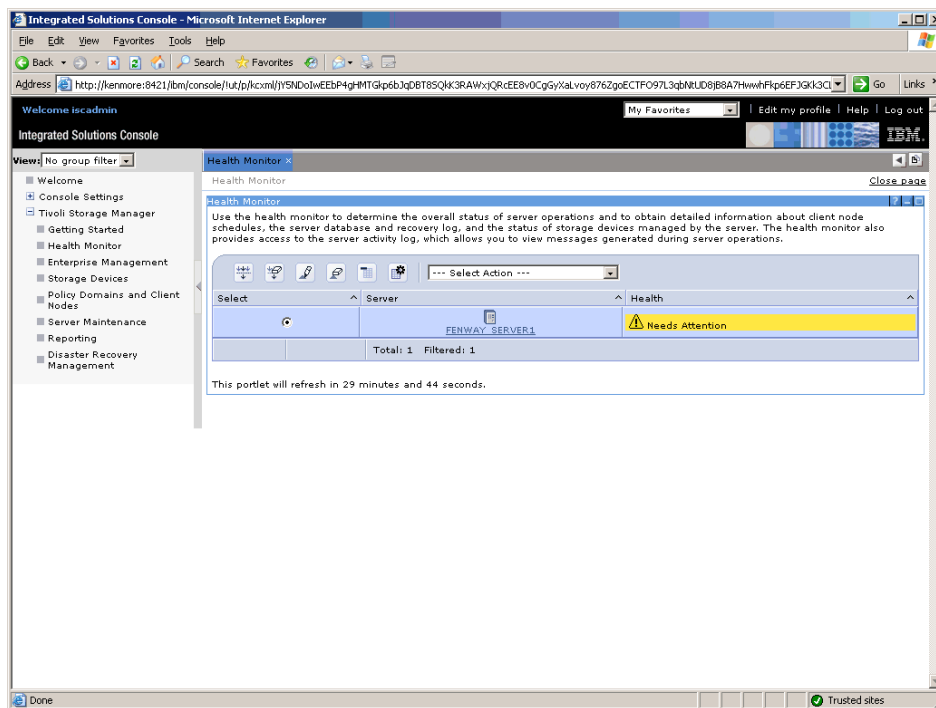 Integrated Solutions Console - Microsoft Internet Explorer
File Edit View Favorites Tools Help
Back Search Favorites
Address http://kenmore:8421/ibm/console/!ut/p/kcxml/ Go Links »
Welcome iscadmin My Favorites Edit my profile Help Log out
Integrated Solutions Console IBM.
View: No group filter Health Monitor ×
Welcome
Console Settings
Tivoli Storage Manager
Getting Started
Health Monitor
Enterprise Management
Storage Devices
Policy Domains and Client
Nodes
Server Maintenance
Reporting
Disaster Recovery
Management
Health Monitor Close page
Health Monitor ?
Use the health monitor to determine the overall status of server operations and to obtain detailed information about client node
schedules, the server database and recovery log, and the status of storage devices managed by the server. The health monitor also
provides access to the server activity log, which allows you to view messages generated during server operations.
--- Select Action ---
Select ^ Server ^ Health ^
FENWAY_SERVER1 Needs Attention
Total: 1 Filtered: 1
This portlet will refresh in 29 minutes and 44 seconds.
Done Trusted sites